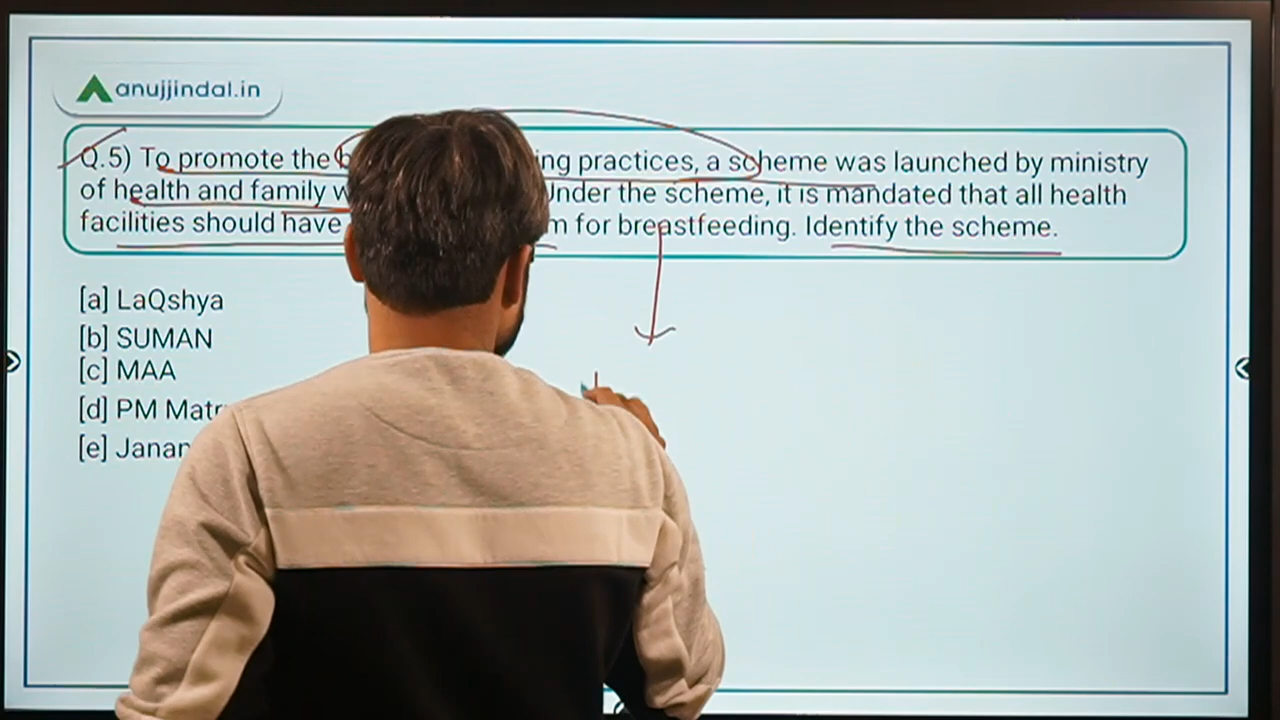 anujjindal.in
Q.5) To promote the ing practices, a scheme was launched by ministry
of health and family Under the scheme, it is mandated that all health
facilities should have for breastfeeding. Identify the scheme.
[a] LaQshya
[b] SUMAN
[c] MAA
[d] PM
[e]